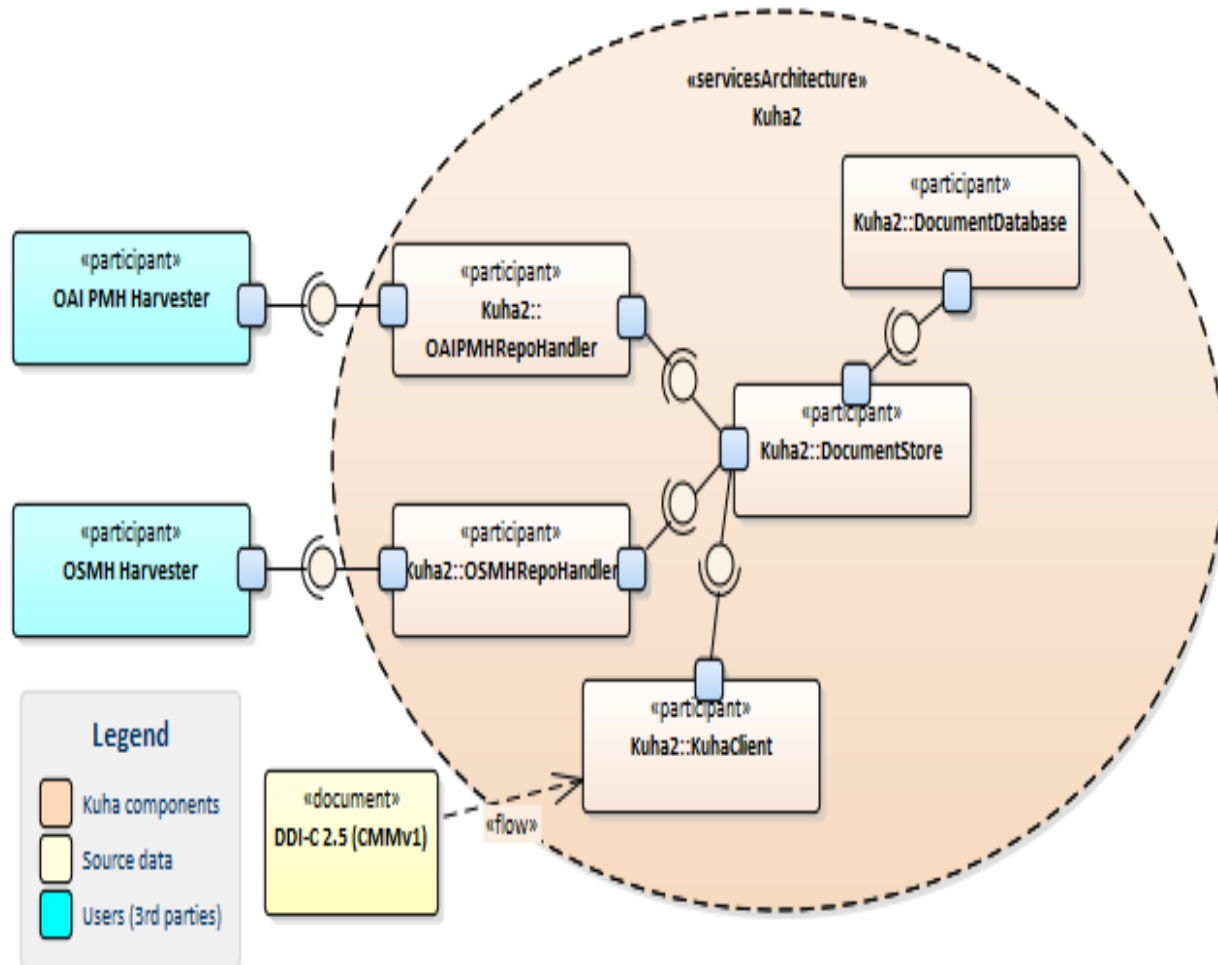 «servicesArchitecture»
Kuha2
«participant»
Kuha2::DocumentDatabase
«participant»
OAI PMH Harvester
«participant»
Kuha2::
OAIPMHRepoHandler
«participant»
Kuha2::DocumentStore
«participant»
OSMH Harvester
«participant»
Kuha2::OSMHRepoHandler
«participant»
Kuha2::KuhaClient
«document»
DDI-C 2.5 (CMMv1)
«flow»
Legend
Kuha components
Source data
Users (3rd parties)